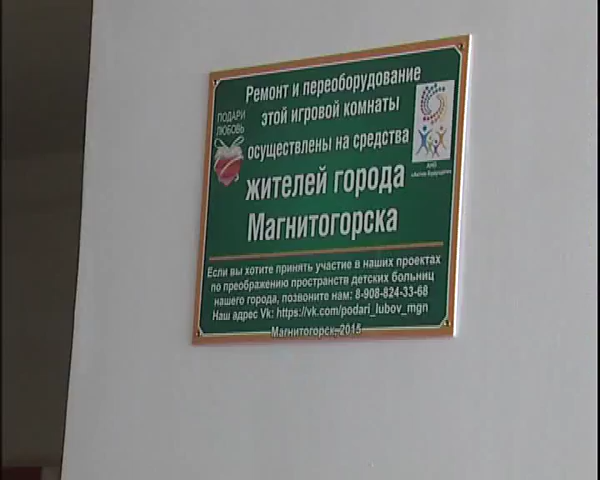 Ремонт и переоборудование
этой игровой комнаты
ПОДАРИ
ЛЮБОВЬ
осуществлены на средства
жителей города
Магнитогорска
АНО
Если вы хотите принять участие в наших проектах
по преображению пространств детских больниц
нашего города, позвоните нам: 8-908-824-33-68
Наш адрес Vk: https://vk.com/podari_lubov_mgn
Магнитогорск, 2015